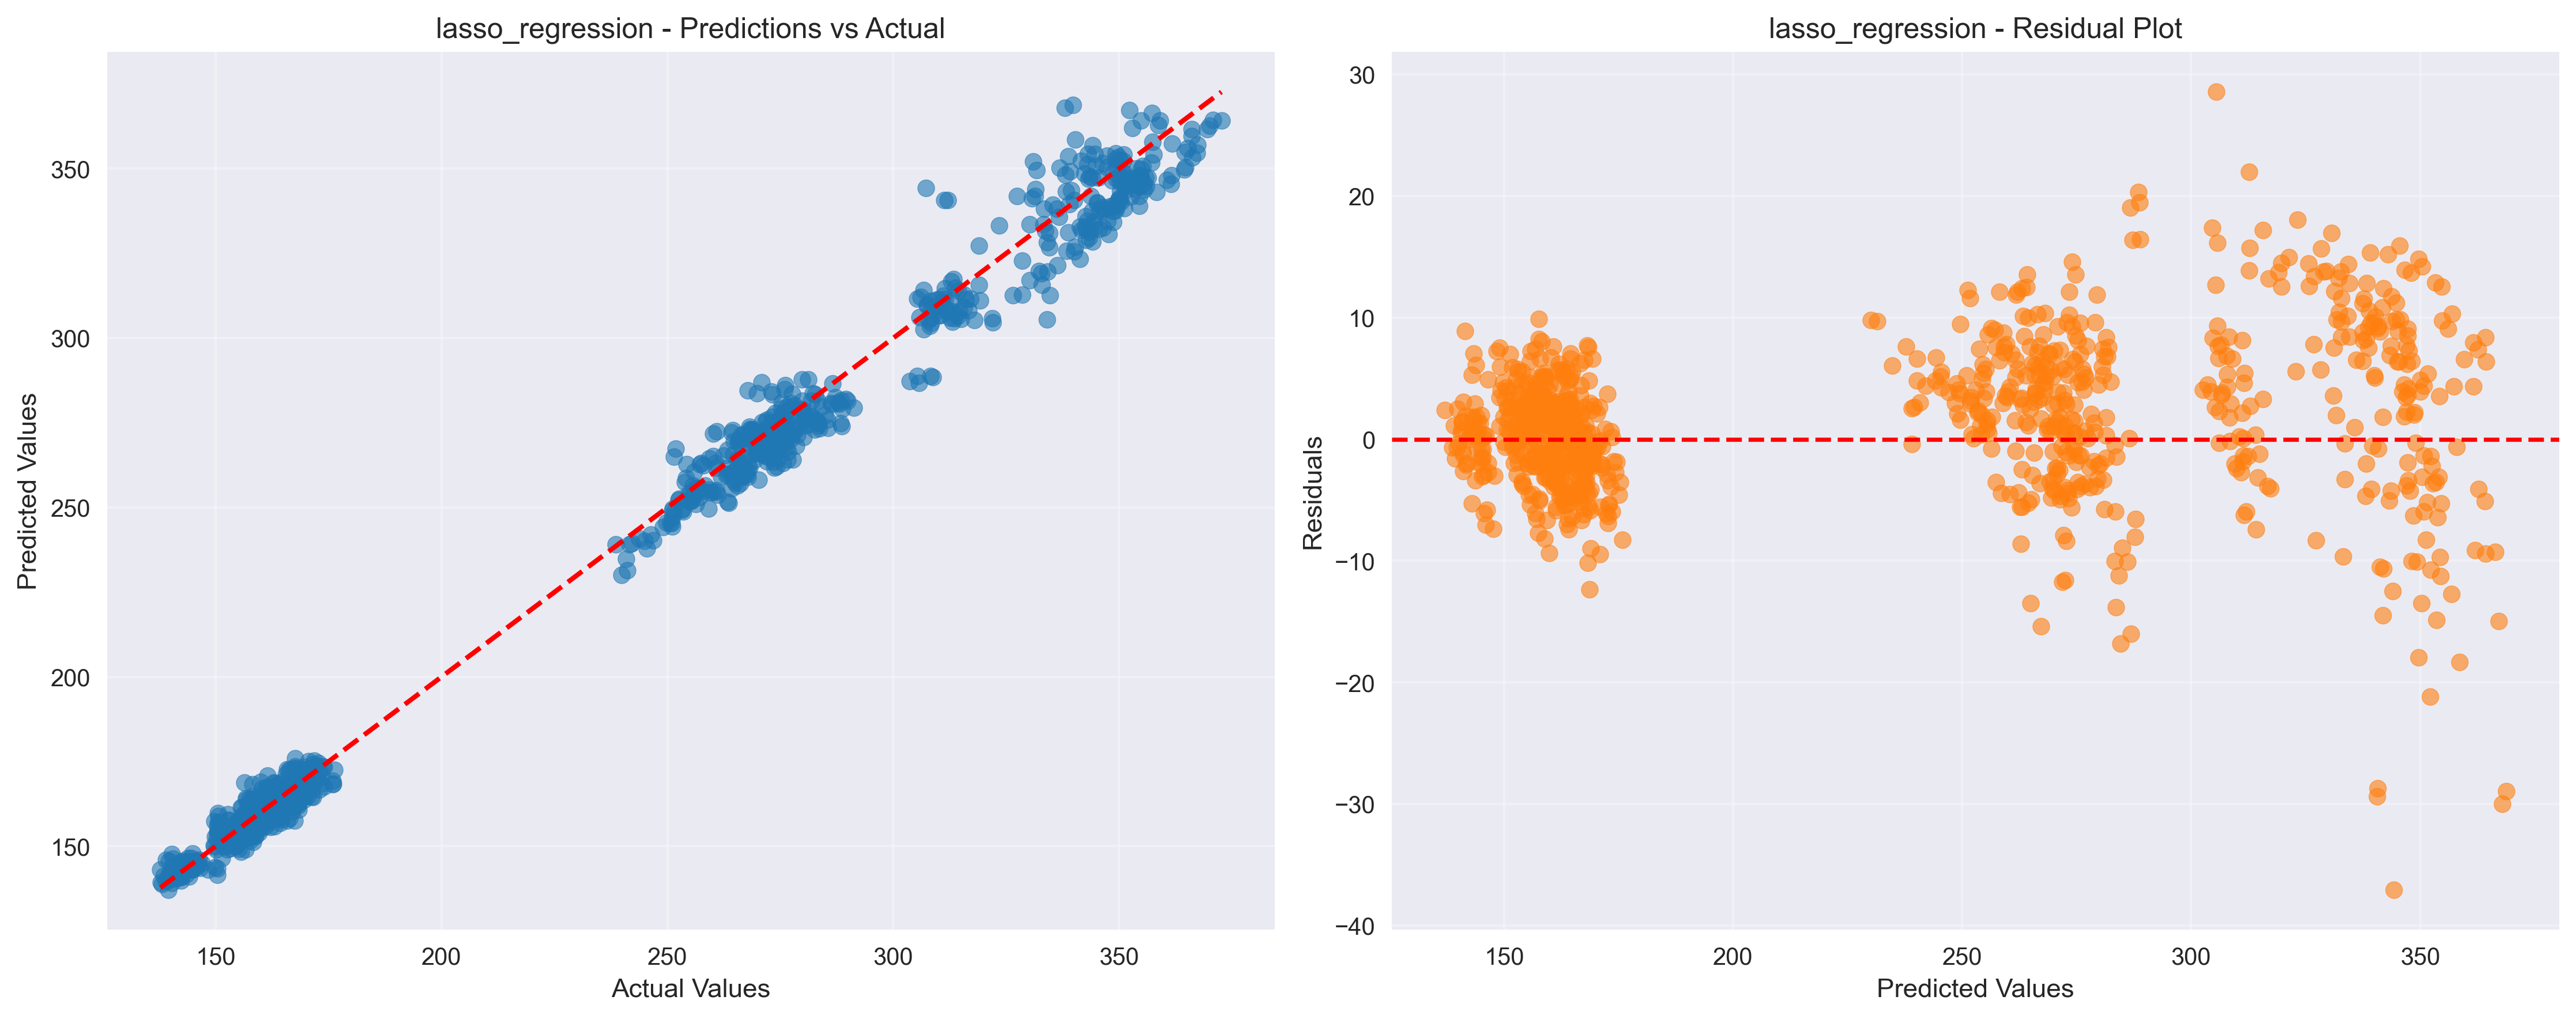 lasso_regression - Predictions vs Actual
Predicted Values
350
300
250
200
150
150 200 250 300 350
Actual Values
lasso_regression - Residual Plot
Residuals
30
20
10
0
−10
−20
−30
−40
150 200 250 300 350
Predicted Values